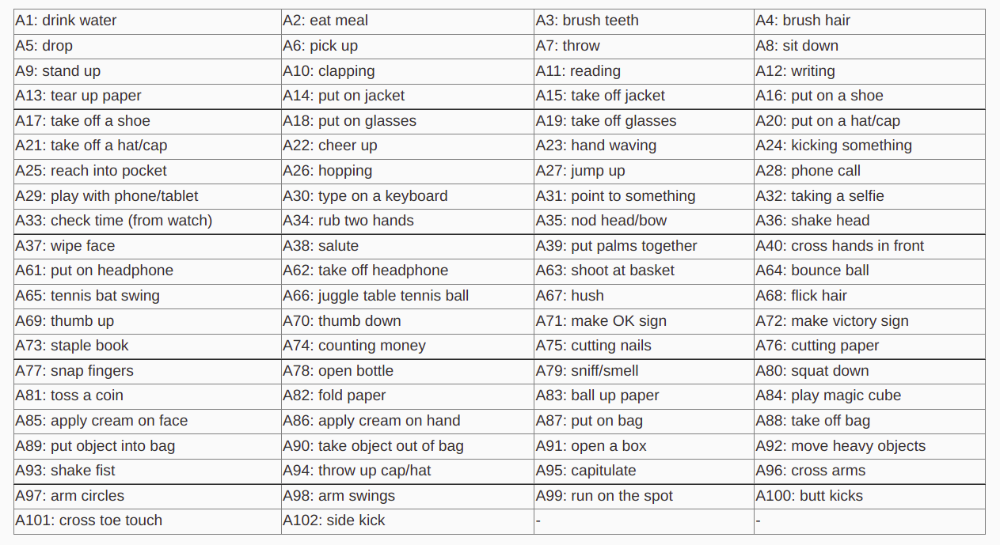 A1: drink water A2: eat meal A3: brush teeth A4: brush hair
A5: drop A6: pick up A7: throw A8: sit down
A9: stand up A10: clapping A11: reading A12: writing
A13: tear up paper A14: put on jacket A15: take off jacket A16: put on a shoe
A17: take off a shoe A18: put on glasses A19: take off glasses A20: put on a hat/cap
A21: take off a hat/cap A22: cheer up A23: hand waving A24: kicking something
A25: reach into pocket A26: hopping A27: jump up A28: phone call
A29: play with phone/tablet A30: type on a keyboard A31: point to something A32: taking a selfie
A33: check time (from watch) A34: rub two hands A35: nod head/bow A36: shake head
A37: wipe face A38: salute A39: put palms together A40: cross hands in front
A61: put on headphone A62: take off headphone A63: shoot at basket A64: bounce ball
A65: tennis bat swing A66: juggle table tennis ball A67: hush A68: flick hair
A69: thumb up A70: thumb down A71: make OK sign A72: make victory sign
A73: staple book A74: counting money A75: cutting nails A76: cutting paper
A77: snap fingers A78: open bottle A79: sniff/smell A80: squat down
A81: toss a coin A82: fold paper A83: ball up paper A84: play magic cube
A85: apply cream on face A86: apply cream on hand A87: put on bag A88: take off bag
A89: put object into bag A90: take object out of bag A91: open a box A92: move heavy objects
A93: shake fist A94: throw up cap/hat A95: capitulate A96: cross arms
A97: arm circles A98: arm swings A99: run on the spot A100: butt kicks
A101: cross toe touch A102: side kick - -